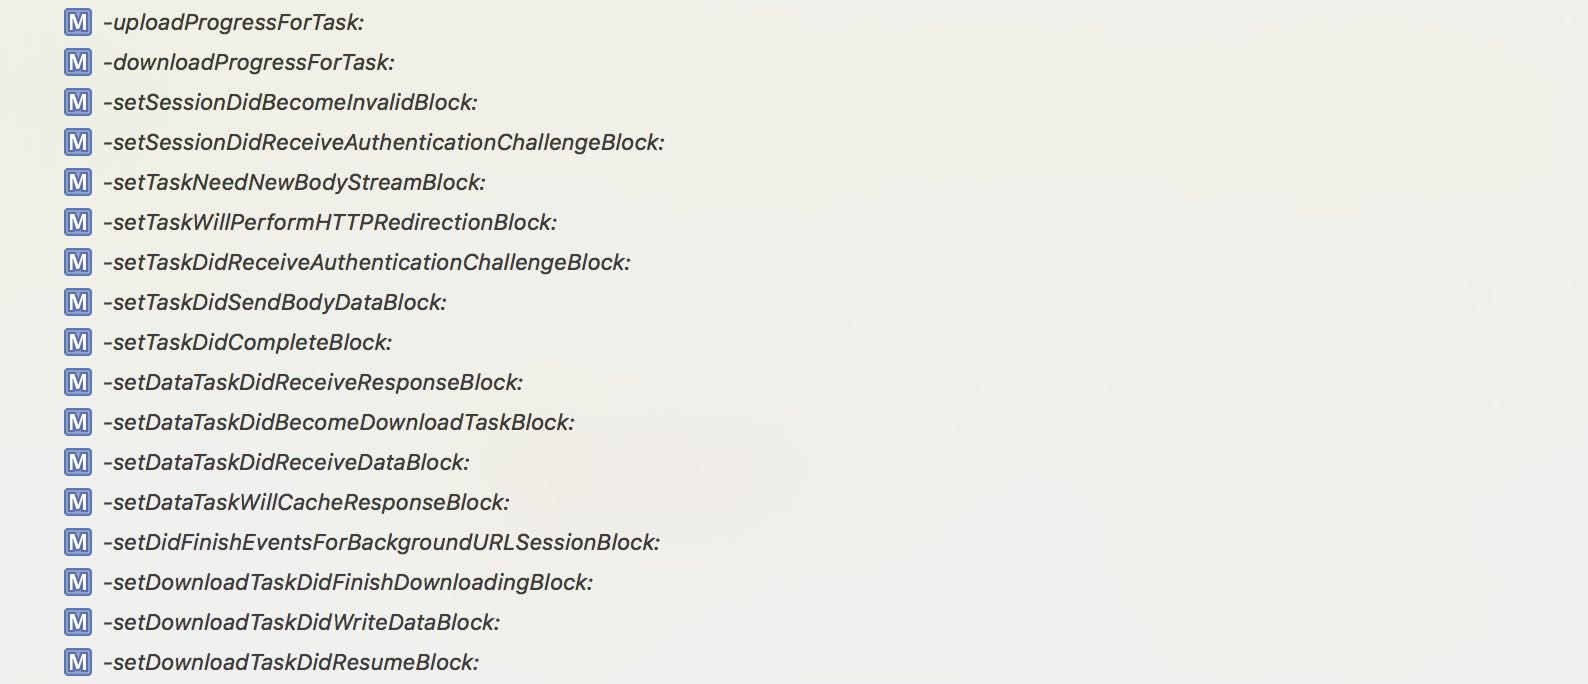 M -uploadProgressForTask:
M -downloadProgressForTask:
M -setSessionDidBecomeInvalidBlock:
M -setSessionDidReceiveAuthenticationChallengeBlock:
M -setTaskNeedNewBodyStreamBlock:
M -setTaskWillPerformHTTPRedirectionBlock:
M -setTaskDidReceiveAuthenticationChallengeBlock:
M -setTaskDidSendBodyDataBlock:
M -setTaskDidCompleteBlock:
M -setDataTaskDidReceiveResponseBlock:
M -setDataTaskDidBecomeDownloadTaskBlock:
M -setDataTaskDidReceiveDataBlock:
M -setDataTaskWillCacheResponseBlock:
M -setDidFinishEventsForBackgroundURLSessionBlock:
M -setDownloadTaskDidFinishDownloadingBlock:
M -setDownloadTaskDidWriteDataBlock:
M -setDownloadTaskDidResumeBlock: